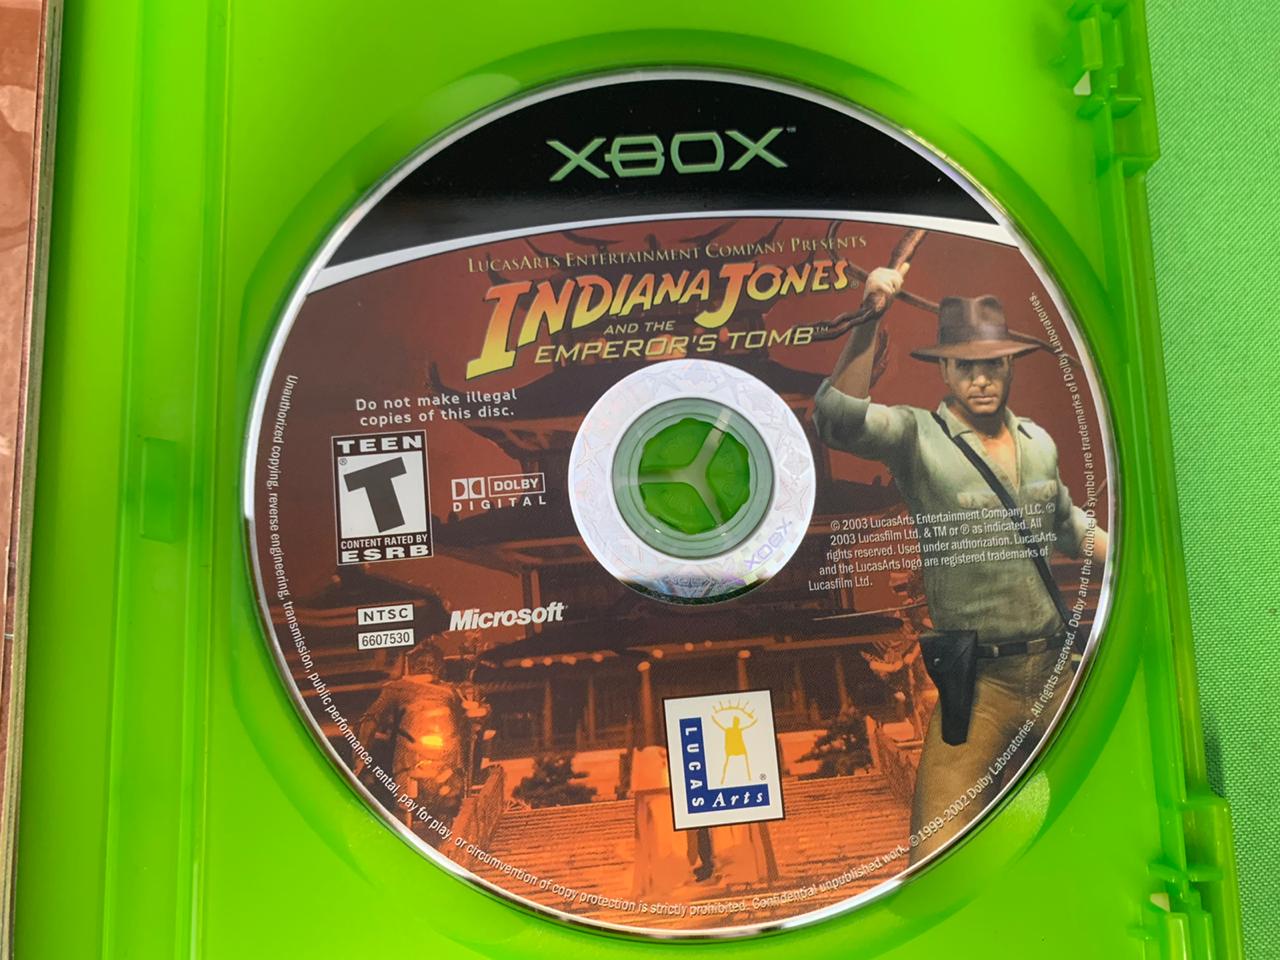 XBOX™
LucasArts Entertainment Company Presents
INDIANA JONES®
AND THE
EMPEROR'S TOMB™
Do not make illegal
copies of this disc.
TEEN
T
®
CONTENT RATED BY
ESRB
DOLBY
DIGITAL
© 2003 LucasArts Entertainment Company LLC. ©
2003 Lucasfilm Ltd. & TM or ® as indicated. All
rights reserved. Used under authorization. LucasArts
and the LucasArts logo are registered trademarks of
Lucasfilm Ltd.
XBOX
NTSC
6607530
Microsoft®
LUCAS
Arts
®
Unauthorized copying, reverse engineering, transmission, public performance, rental, pay for play, or circumvention of copy protection is strictly prohibited. Confidential unpublished work. ©1999-2002 Dolby Laboratories. All rights reserved. Dolby and the double-D symbol are trademarks of Dolby Laboratories.